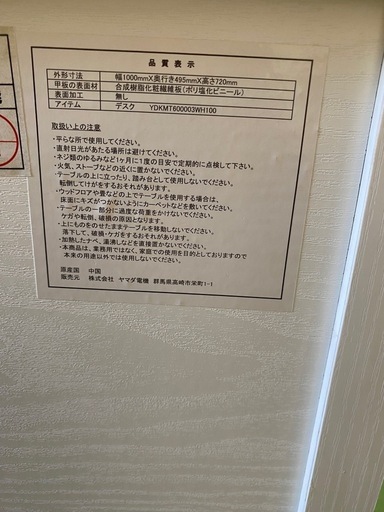 品質表示
外形寸法 幅1000mmX奥行き495mmX高さ720mm
甲板の表面材 合成樹脂化粧繊維板(ポリ塩化ビニール)
表面加工 無し
アイテム デスク YDKMT600003WH100
取扱い上の注意
・平らな所で使用してください。
・直射日光があたる場所は避けてください。
・ネジ類のゆるみなど1ヶ月に1度の目安で定期的に点検して下さい。
・火気、ストーブなどの近くに置かないでください。
・テーブルの上に立ったり、踏み台として使用しないでください。
転倒してけがをするおそれがあります。
・ウッドフロアや畳などの上でテーブルを使用する場合は、
床面にキズがつかないようにカーペットなどを敷いてください。
・テーブルの一部分に過度な荷重をかけないでください。
ケガや転倒、破損の原因となります。
・上にものをのせたままテーブルを移動しないでください。
落下して、破損・ケガをするおそれがあります。
・加熱したナベ、湯沸しなどを直接置かないでください。
・本商品は、業務用ではなく、家庭での使用を目的としておりますので
本来の用途以外では使用しないでください。
原産国 中国
販売元 株式会社 ヤマダ電機 群馬県高崎市栄町1-1